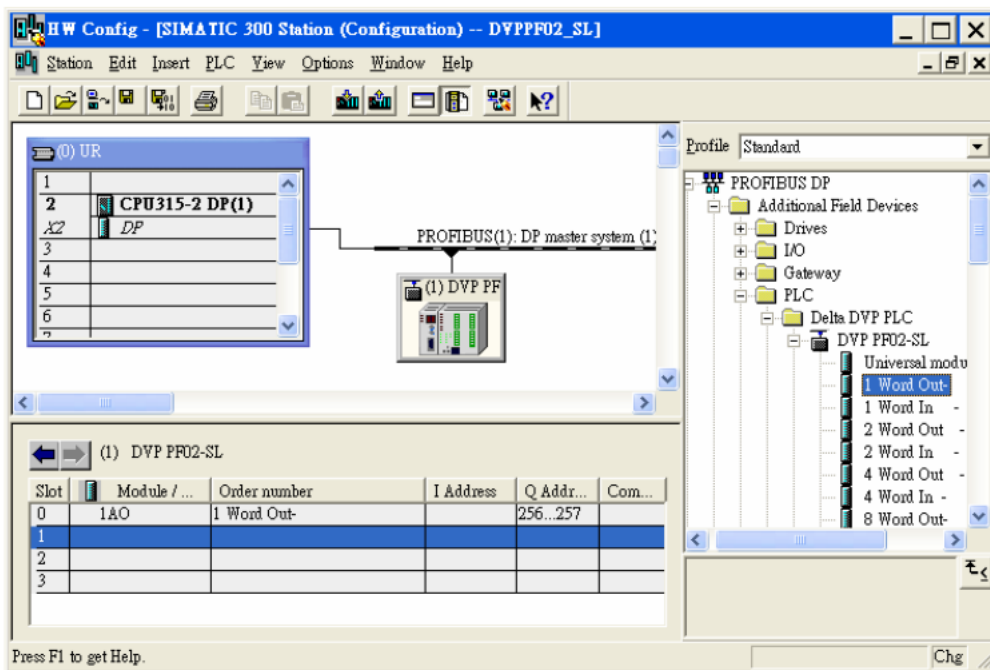 HW Config - [SIMATIC 300 Station (Configuration) -- DVPPF02_SL]
Station Edit Insert PLC View Options Window Help
(0) UR
1
2 CPU315-2 DP(1)
X2 DP
3
4
5
6
7
PROFIBUS(1): DP master system (1)
(1) DVP PF
Profile Standard
PROFIBUS DP
Additional Field Devices
Drives
I/O
Gateway
PLC
Delta DVP PLC
DVP PF02-SL
Universal modu
1 Word Out-
1 Word In -
2 Word Out -
2 Word In -
4 Word Out -
4 Word In -
8 Word Out-
(1) DVP PF02-SL
Slot Module / ... Order number I Address Q Addr... Com...
0 1AO 1 Word Out- 256...257
1
2
3
Press F1 to get Help.
Chg